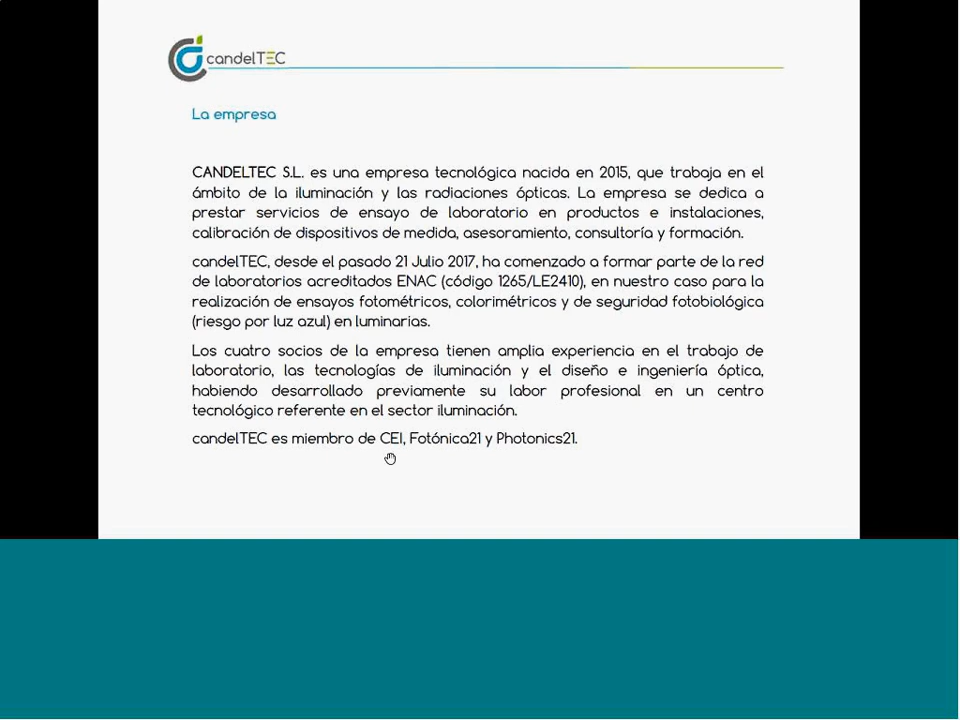 candelTEC
La empresa
CANDELTEC S.L. es una empresa tecnológica nacida en 2015, que trabaja en el
ámbito de la iluminación y las radiaciones ópticas. La empresa se dedica a
prestar servicios de ensayo de laboratorio en productos e instalaciones,
calibración de dispositivos de medida, asesoramiento, consultoría y formación.
candelTEC, desde el pasado 21 Julio 2017, ha comenzado a formar parte de la red
de laboratorios acreditados ENAC (código 1265/LE2410), en nuestro caso para la
realización de ensayos fotométricos, colorimétricos y de seguridad fotobiológica
(riesgo por luz azul) en luminarias.
Los cuatro socios de la empresa tienen amplia experiencia en el trabajo de
laboratorio, las tecnologías de iluminación y el diseño e ingeniería óptica,
habiendo desarrollado previamente su labor profesional en un centro
tecnológico referente en el sector iluminación.
candelTEC es miembro de CEI, Fotónica21 y Photonics21.